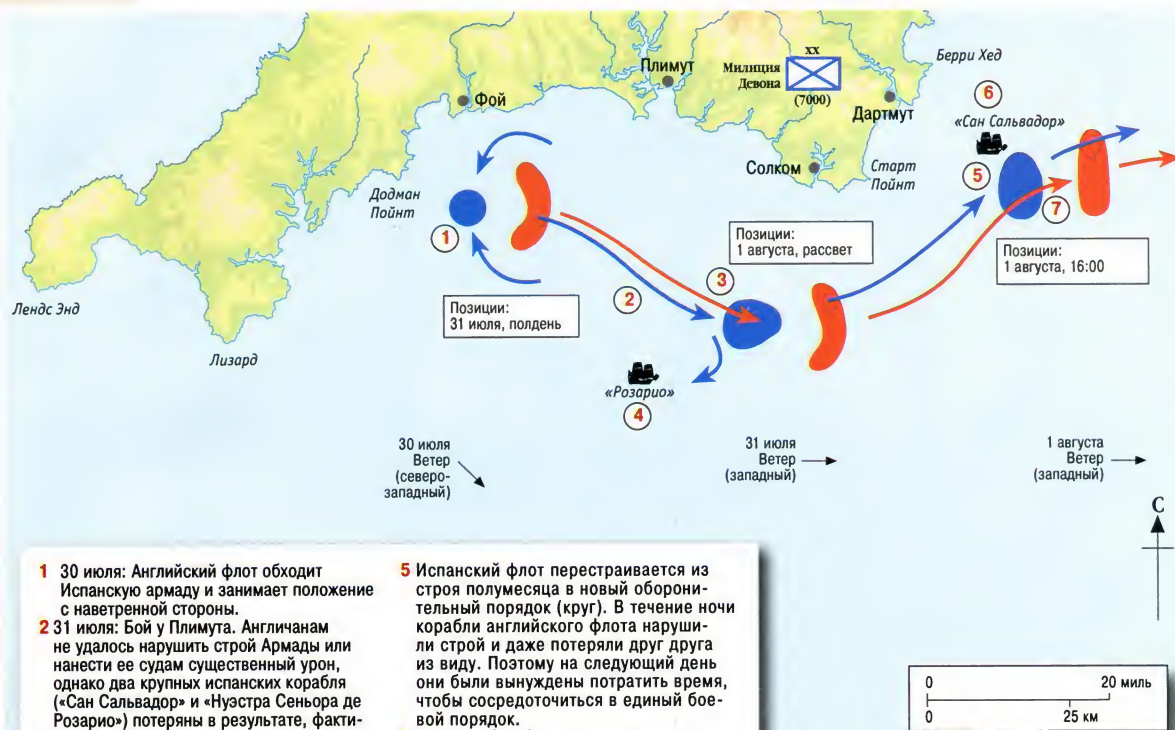 Берри Хед
Плимут
xx
Милиция
Девона
(7000)
Фой
Дартмут
6
«Сан Сальвадор»
Солком
Старт
Пойнт
5
Додман
Пойнт
1
7
Позиции:
1 августа, рассвет
Позиции:
1 августа, 16:00
3
2
Позиции:
31 июля, полдень
Лендс Энд
Лизард
«Розарио»
4
30 июля
Ветер
(северо-
западный)
31 июля
Ветер
(западный)
1 августа
Ветер
(западный)
С
1 30 июля: Английский флот обходит
Испанскую армаду и занимает положение
с наветренной стороны.
2 31 июля: Бой у Плимута. Англичанам
не удалось нарушить строй Армады или
нанести ее судам существенный урон,
однако два крупных испанских корабля
(«Сан Сальвадор» и «Нуэстра Сеньора де
Розарио») потеряны в результате, факти-
5 Испанский флот перестраивается из
строя полумесяца в новый оборони-
тельный порядок (круг). В течение ночи
корабли английского флота наруши-
ли строй и даже потеряли друг друга
из виду. Поэтому на следующий день
они были вынуждены потратить время,
чтобы сосредоточиться в единый бое-
вой порядок.
0 20 миль
0 25 км